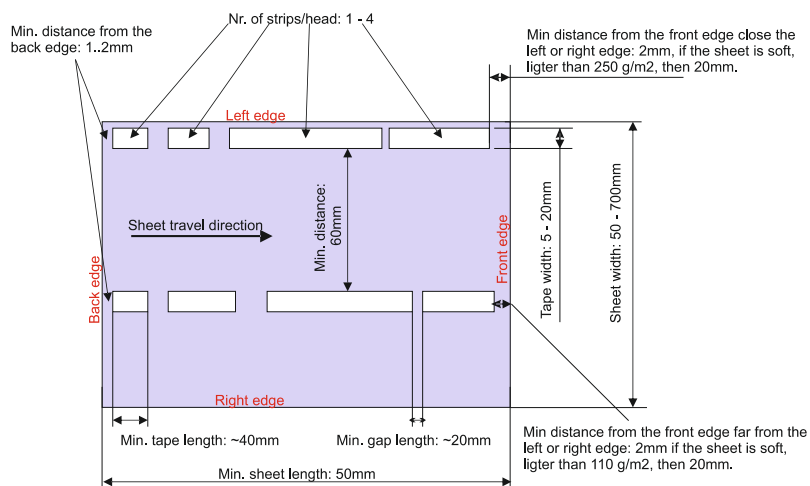 Min. distance from the
back edge: 1..2mm
Nr. of strips/head: 1 - 4
Min distance from the front edge close the
left or right edge: 2mm, if the sheet is soft,
ligter than 250 g/m2, then 20mm.
Left edge
Sheet travel direction
Min. distance:
60mm
Back edge
Front edge
Tape width: 5 - 20mm
Sheet width: 50 - 700mm
Right edge
Min. tape length: ~40mm
Min. gap length: ~20mm
Min distance from the front edge far from the
left or right edge: 2mm if the sheet is soft,
ligter than 110 g/m2, then 20mm.
Min. sheet length: 50mm